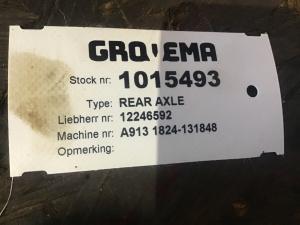 GROVEMA
Stock nr: 1015493
Type: REAR AXLE
Liebherr nr: 12246592
Machine nr: A913 1824-131848
Opmerking: